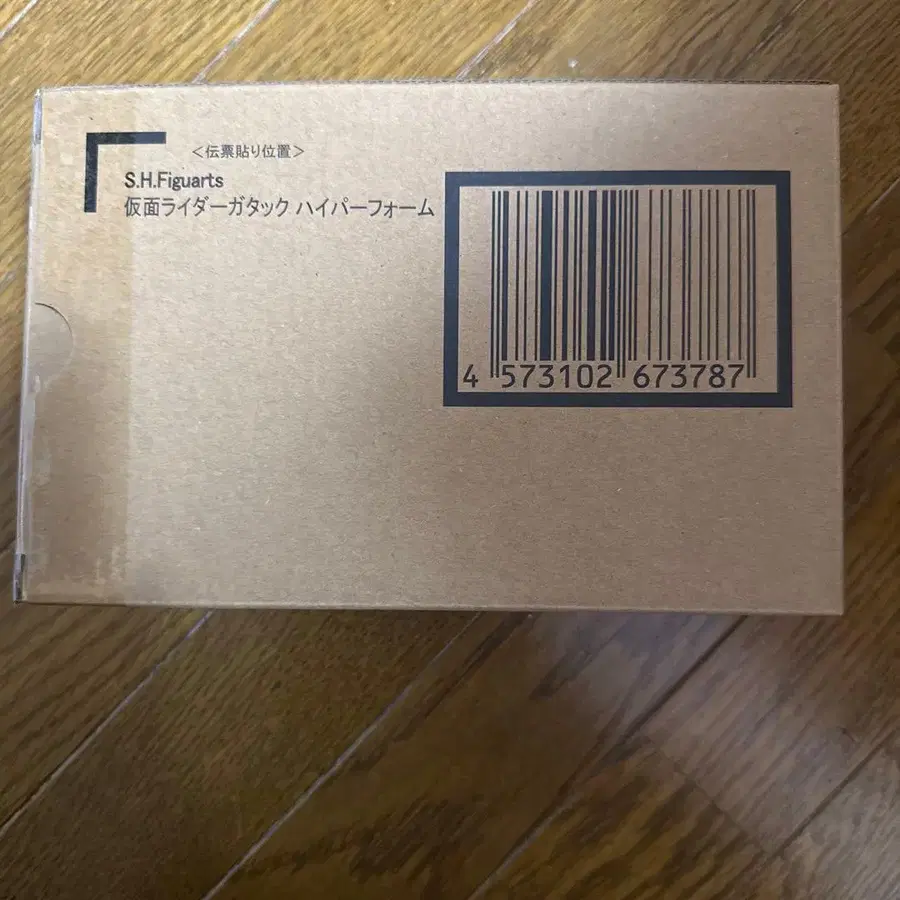 ＜伝票貼り位置＞
S.H.Figuarts
仮面ライダーガタック ハイパーフォーム
4 573102 673787